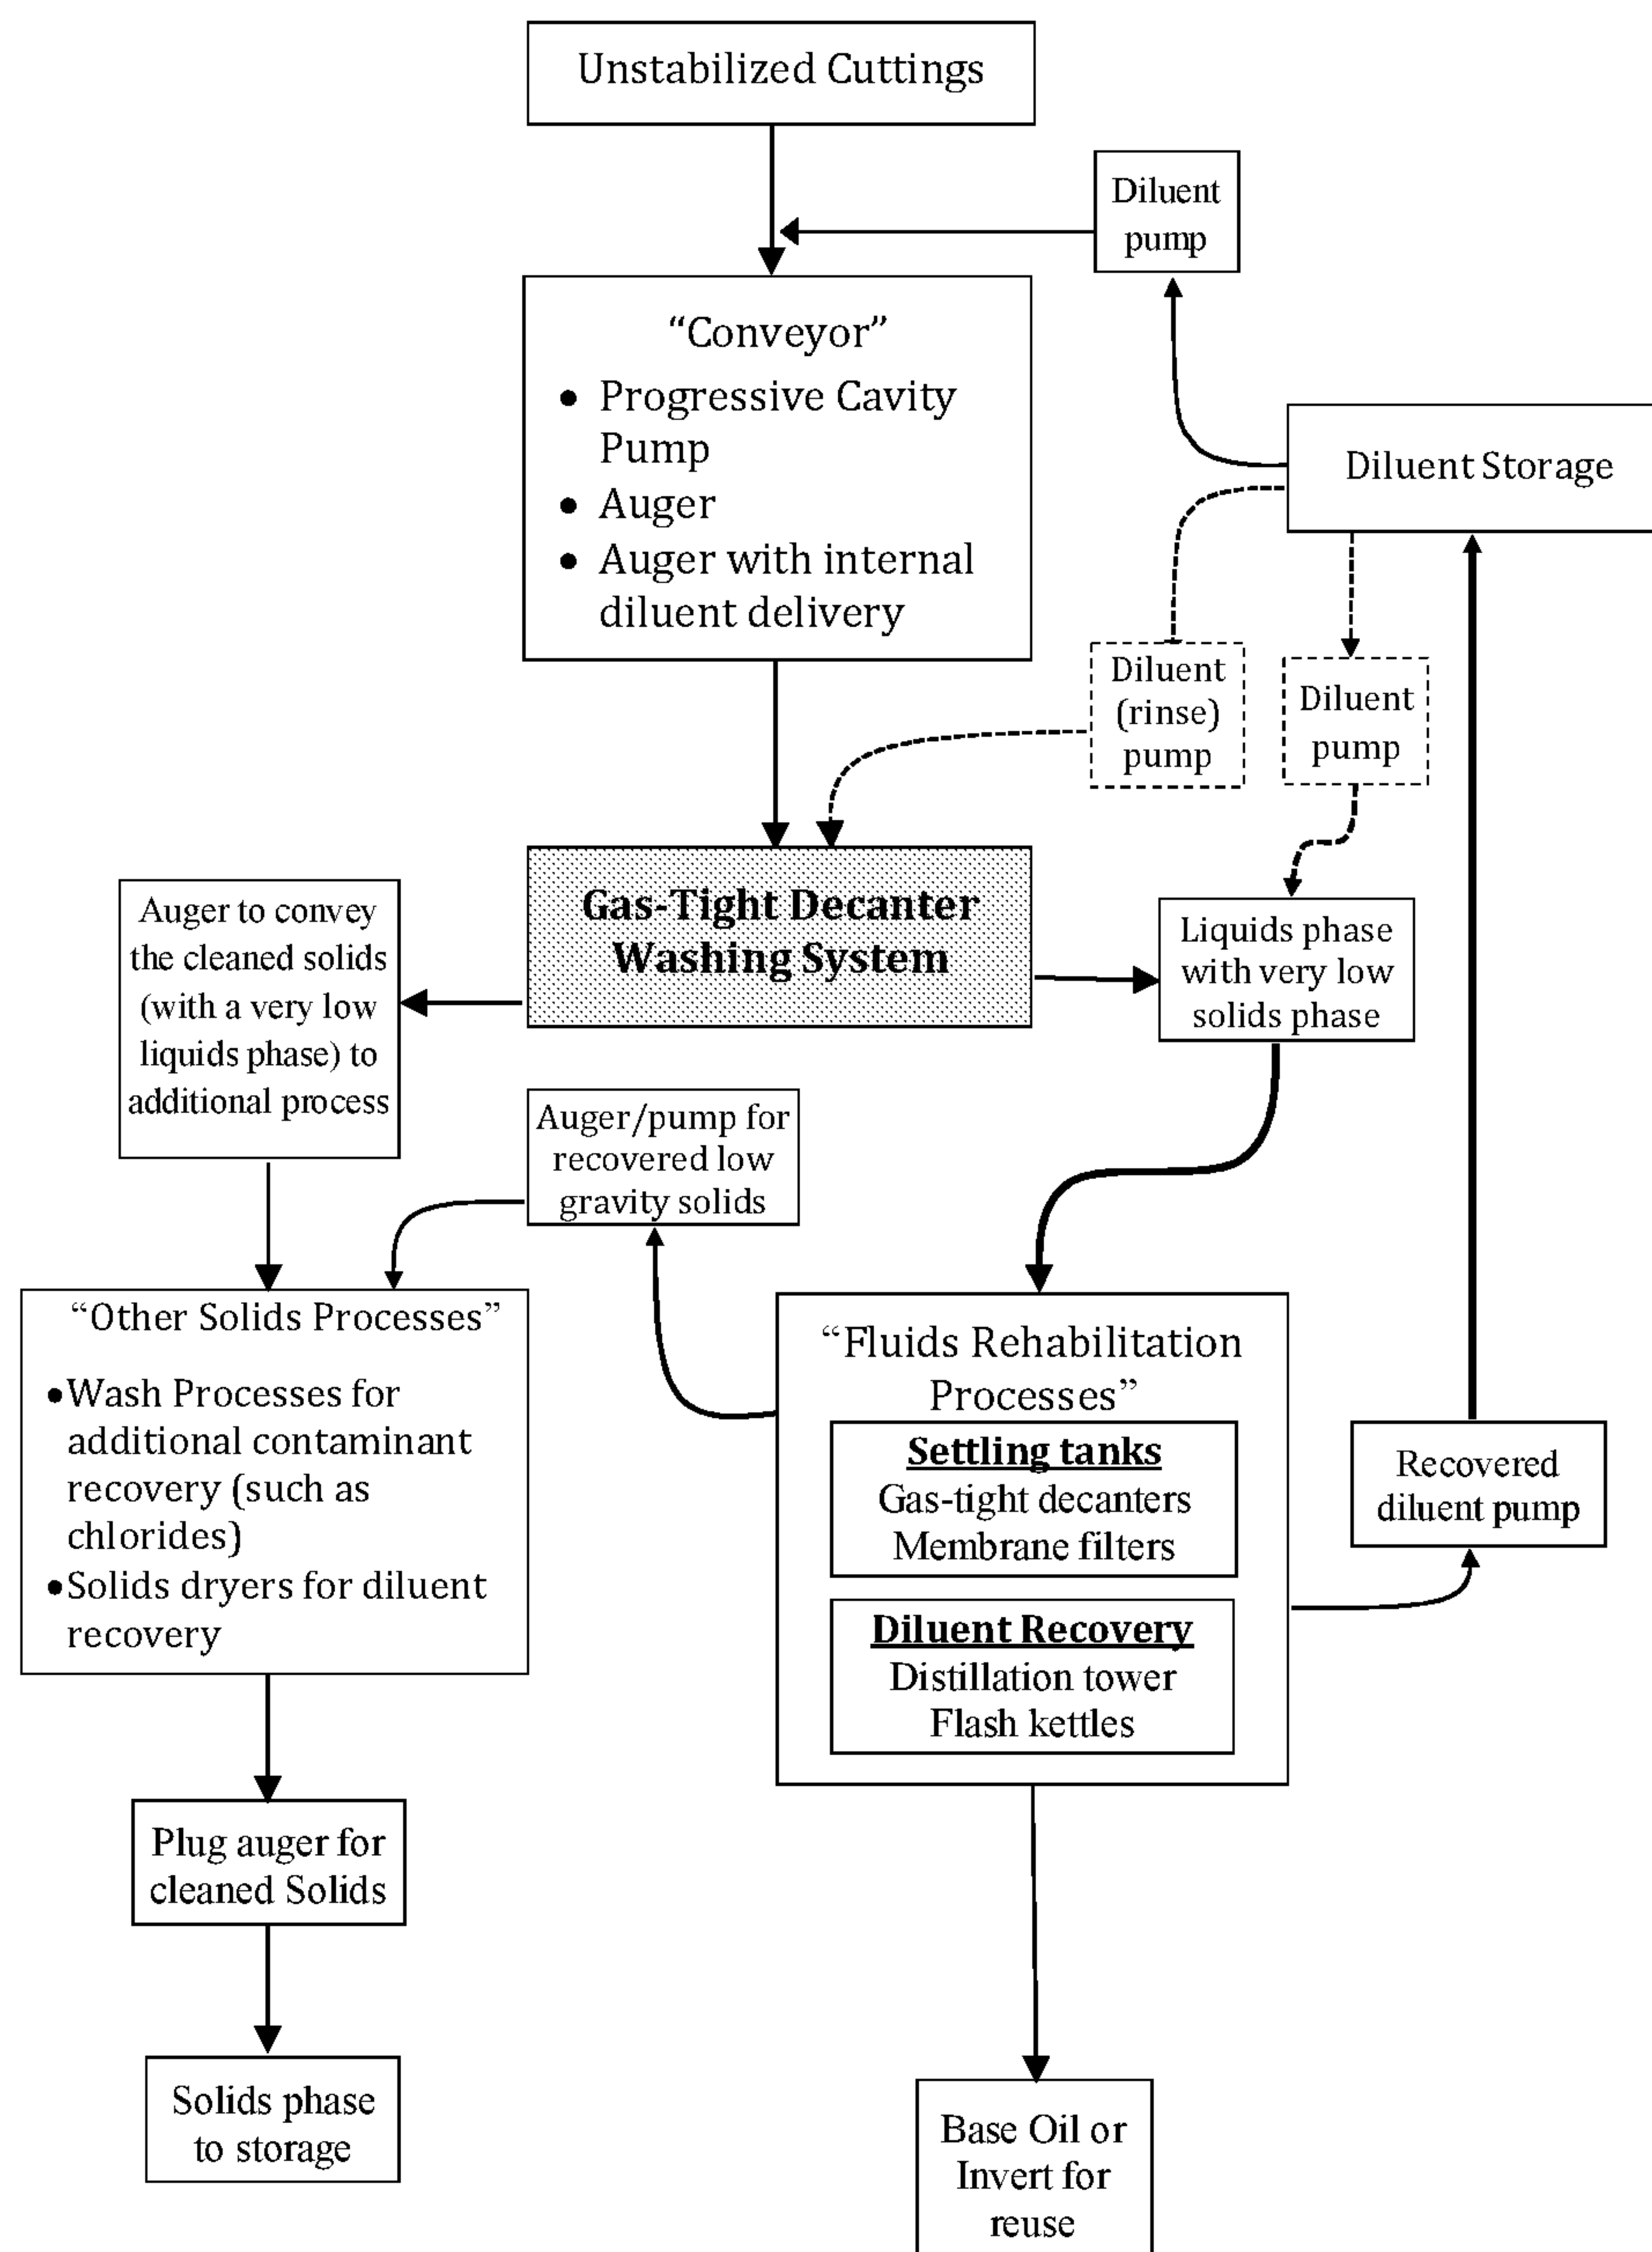 Unstabilized Cuttings
Diluent
pump
“Conveyor”
• Progressive Cavity
Pump
• Auger
• Auger with internal
diluent delivery
Diluent Storage
Diluent
(rinse)
pump
Diluent
pump
Gas-Tight Decanter
Washing System
Auger to convey
the cleaned solids
(with a very low
liquids phase) to
additional process
Liquids phase
with very low
solids phase
Auger/pump for
recovered low
gravity solids
“Other Solids Processes”
•Wash Processes for
additional contaminant
recovery (such as
chlorides)
•Solids dryers for diluent
recovery
“Fluids Rehabilitation
Processes”
Settling tanks
Gas-tight decanters
Membrane filters
Diluent Recovery
Distillation tower
Flash kettles
Recovered
diluent pump
Plug auger for
cleaned Solids
Solids phase
to storage
Base Oil or
Invert for
reuse